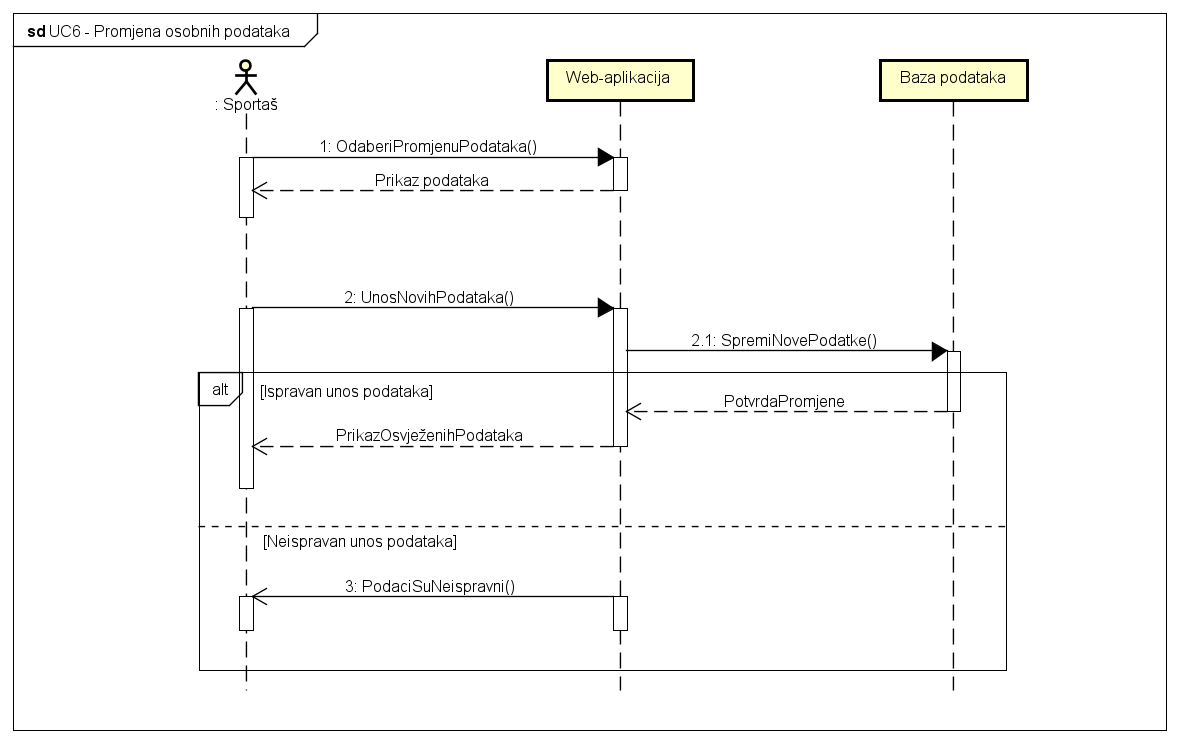 sd UC6 - Promjena osobnih podataka
: Sportaš
Web-aplikacija
Baza podataka
1: OdaberiPromjenuPodataka()
Prikaz podataka
2: UnosNovihPodataka()
2.1: SpremiNovePodatke()
alt
[Ispravan unos podataka]
PotvrdaPromjene
PrikazOsvježenihPodataka
[Neispravan unos podataka]
3: PodaciSuNeispravni()